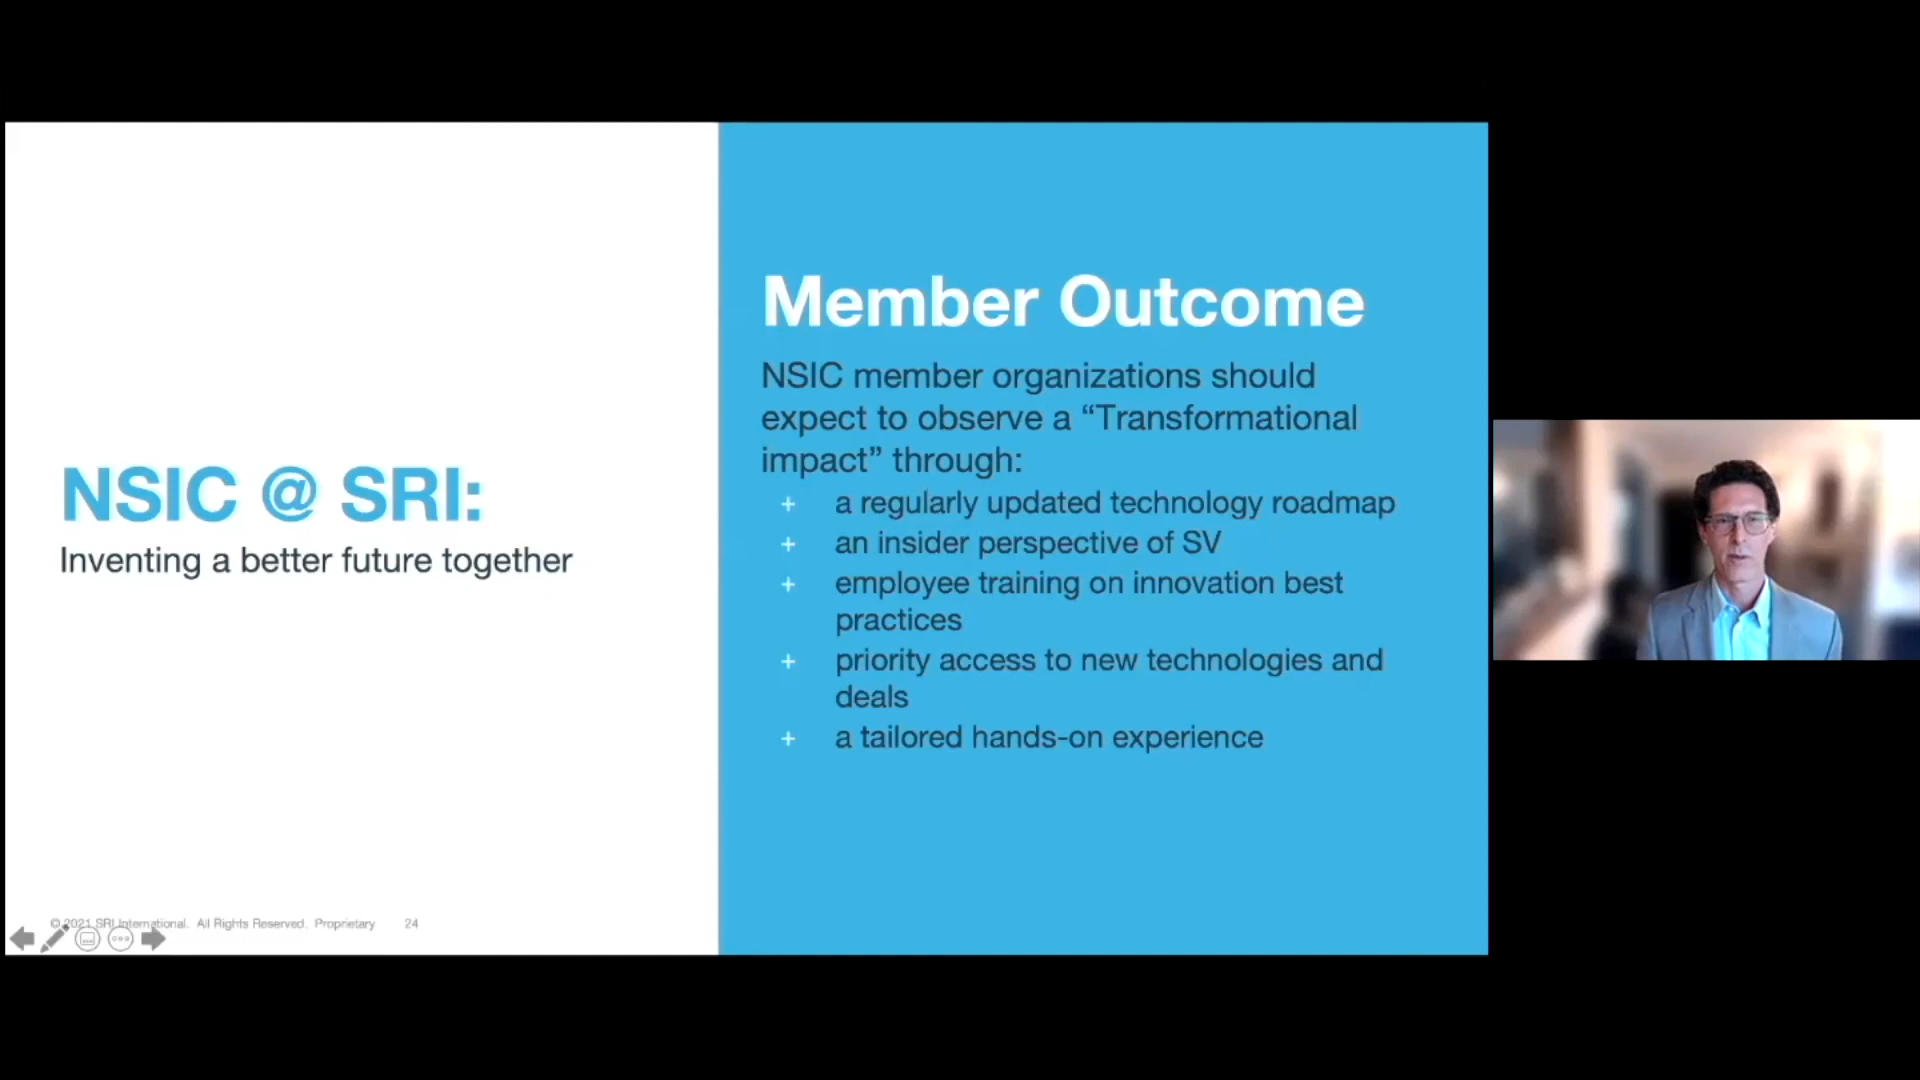 NSIC @ SRI:
Inventing a better future together
Member Outcome
NSIC member organizations should
expect to observe a “Transformational
impact” through:
+ a regularly updated technology roadmap
+ an insider perspective of SV
+ employee training on innovation best
practices
+ priority access to new technologies and
deals
+ a tailored hands-on experience
© 2021 SRI International. All Rights Reserved. Proprietary 24